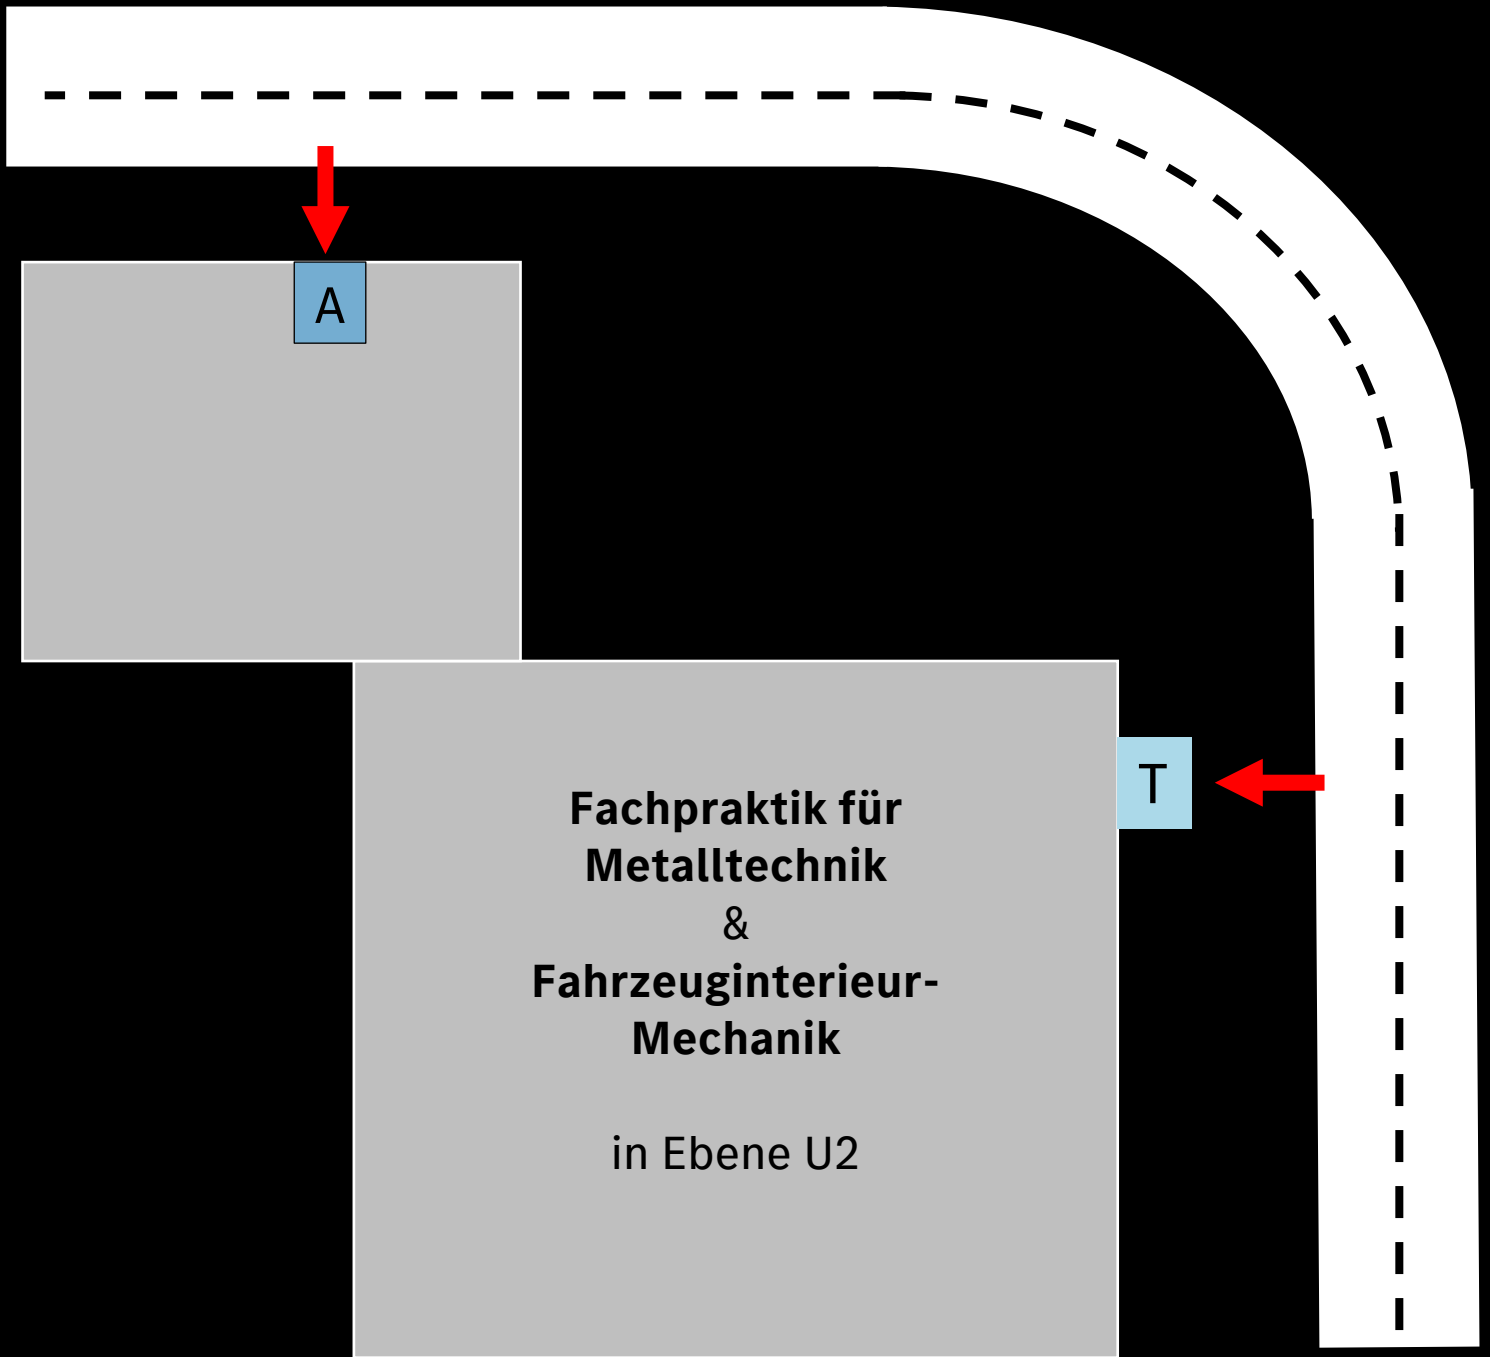 A
T
Fachpraktik für
Metalltechnik
&
Fahrzeuginterieur-
Mechanik
in Ebene U2